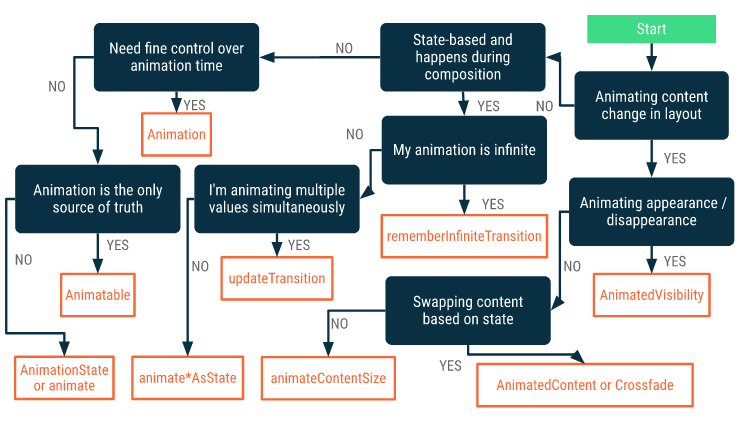 Start
Need fine control over
animation time
NO
State-based and
happens during
composition
NO
Animating content
change in layout
NO
YES
Animation
YES
NO
My animation is infinite
YES
Animation is the only
source of truth
I'm animating multiple
values simultaneously
Animating appearance /
disappearance
YES
rememberInfiniteTransition
NO
YES
Animatable
NO
YES
updateTransition
NO
YES
AnimatedVisibility
Swapping content
based on state
NO
YES
AnimationState
or animate
animate*AsState
animateContentSize
AnimatedContent or Crossfade